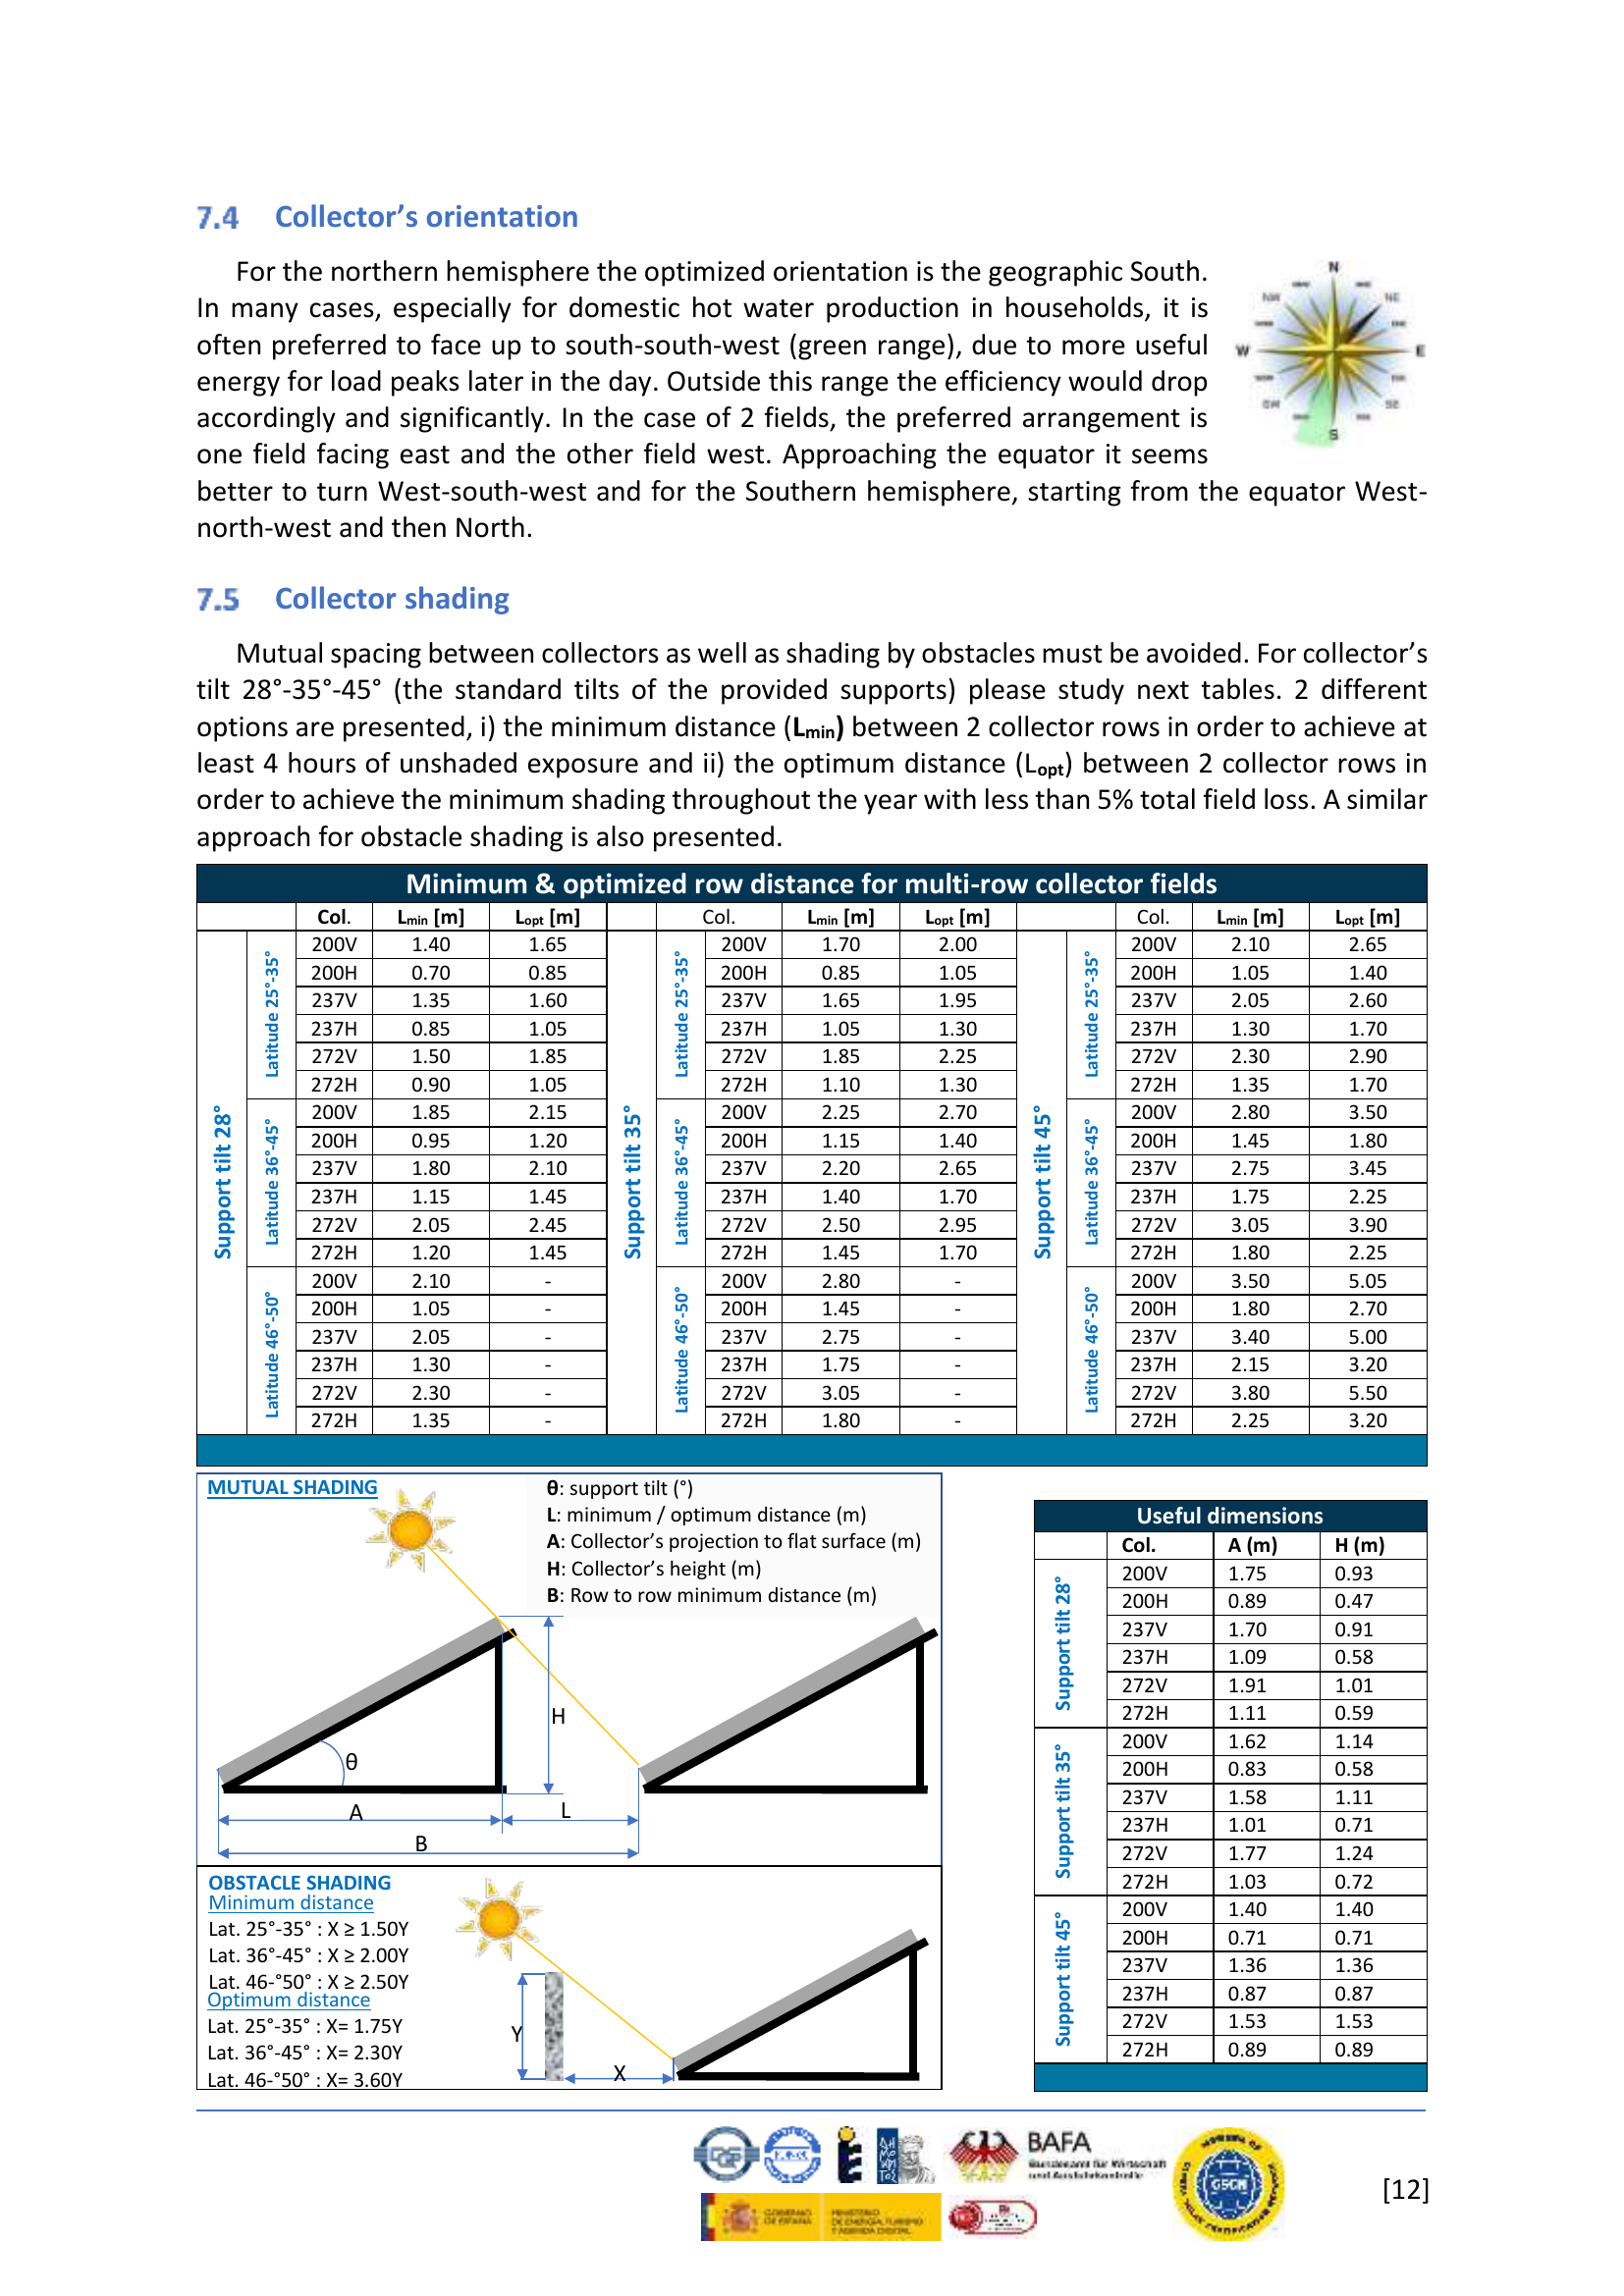 7.4 Collector’s orientation
For the northern hemisphere the optimized orientation is the geographic South.
In many cases, especially for domestic hot water production in households, it is
often preferred to face up to south-south-west (green range), due to more useful
energy for load peaks later in the day. Outside this range the efficiency would drop
accordingly and significantly. In the case of 2 fields, the preferred arrangement is
one field facing east and the other field west. Approaching the equator it seems
better to turn West-south-west and for the Southern hemisphere, starting from the equator West-
north-west and then North.
N
NW
NE
W
E
SW
SE
S
7.5 Collector shading
Mutual spacing between collectors as well as shading by obstacles must be avoided. For collector’s
tilt 28°-35°-45° (the standard tilts of the provided supports) please study next tables. 2 different
options are presented, i) the minimum distance (Lmin) between 2 collector rows in order to achieve at
least 4 hours of unshaded exposure and ii) the optimum distance (Lopt) between 2 collector rows in
order to achieve the minimum shading throughout the year with less than 5% total field loss. A similar
approach for obstacle shading is also presented.
Minimum & optimized row distance for multi-row collector fields
Col. Lmin [m] Lopt [m] Col. Lmin [m] Lopt [m] Col. Lmin [m] Lopt [m]
Support tilt 28° Support tilt 35° Support tilt 45°
Latitude 25°-35° Latitude 25°-35° Latitude 25°-35°
200V 1.40 1.65 200V 1.70 2.00 200V 2.10 2.65
200H 0.70 0.85 200H 0.85 1.05 200H 1.05 1.40
237V 1.35 1.60 237V 1.65 1.95 237V 2.05 2.60
237H 0.85 1.05 237H 1.05 1.30 237H 1.30 1.70
272V 1.50 1.85 272V 1.85 2.25 272V 2.30 2.90
272H 0.90 1.05 272H 1.10 1.30 272H 1.35 1.70
Latitude 36°-45° Latitude 36°-45° Latitude 36°-45°
200V 1.85 2.15 200V 2.25 2.70 200V 2.80 3.50
200H 0.95 1.20 200H 1.15 1.40 200H 1.45 1.80
237V 1.80 2.10 237V 2.20 2.65 237V 2.75 3.45
237H 1.15 1.45 237H 1.40 1.70 237H 1.75 2.25
272V 2.05 2.45 272V 2.50 2.95 272V 3.05 3.90
272H 1.20 1.45 272H 1.45 1.70 272H 1.80 2.25
Latitude 46°-50° Latitude 46°-50° Latitude 46°-50°
200V 2.10 - 200V 2.80 - 200V 3.50 5.05
200H 1.05 - 200H 1.45 - 200H 1.80 2.70
237V 2.05 - 237V 2.75 - 237V 3.40 5.00
237H 1.30 - 237H 1.75 - 237H 2.15 3.20
272V 2.30 - 272V 3.05 - 272V 3.80 5.50
272H 1.35 - 272H 1.80 - 272H 2.25 3.20
MUTUAL SHADING
θ: support tilt (°)
L: minimum / optimum distance (m)
A: Collector’s projection to flat surface (m)
H: Collector’s height (m)
B: Row to row minimum distance (m)
H
θ
A
L
B
OBSTACLE SHADING
Minimum distance
Lat. 25°-35° : X ≥ 1.50Y
Lat. 36°-45° : X ≥ 2.00Y
Lat. 46-°50° : X ≥ 2.50Y
Optimum distance
Lat. 25°-35° : X= 1.75Y
Lat. 36°-45° : X= 2.30Y
Lat. 46-°50° : X= 3.60Y
Y
X
Useful dimensions
Col. A (m) H (m)
Support tilt 28°
200V 1.75 0.93
200H 0.89 0.47
237V 1.70 0.91
237H 1.09 0.58
272V 1.91 1.01
272H 1.11 0.59
Support tilt 35°
200V 1.62 1.14
200H 0.83 0.58
237V 1.58 1.11
237H 1.01 0.71
272V 1.77 1.24
272H 1.03 0.72
Support tilt 45°
200V 1.40 1.40
200H 0.71 0.71
237V 1.36 1.36
237H 0.87 0.87
272V 1.53 1.53
272H 0.89 0.89
BAFA
Bundesamt für Wirtschaft
und Ausfuhrkontrolle
GOBIERNO
DE ESPAÑA
MINISTERIO
DE ENERGÍA, TURISMO
Y AGENDA DIGITAL
[12]